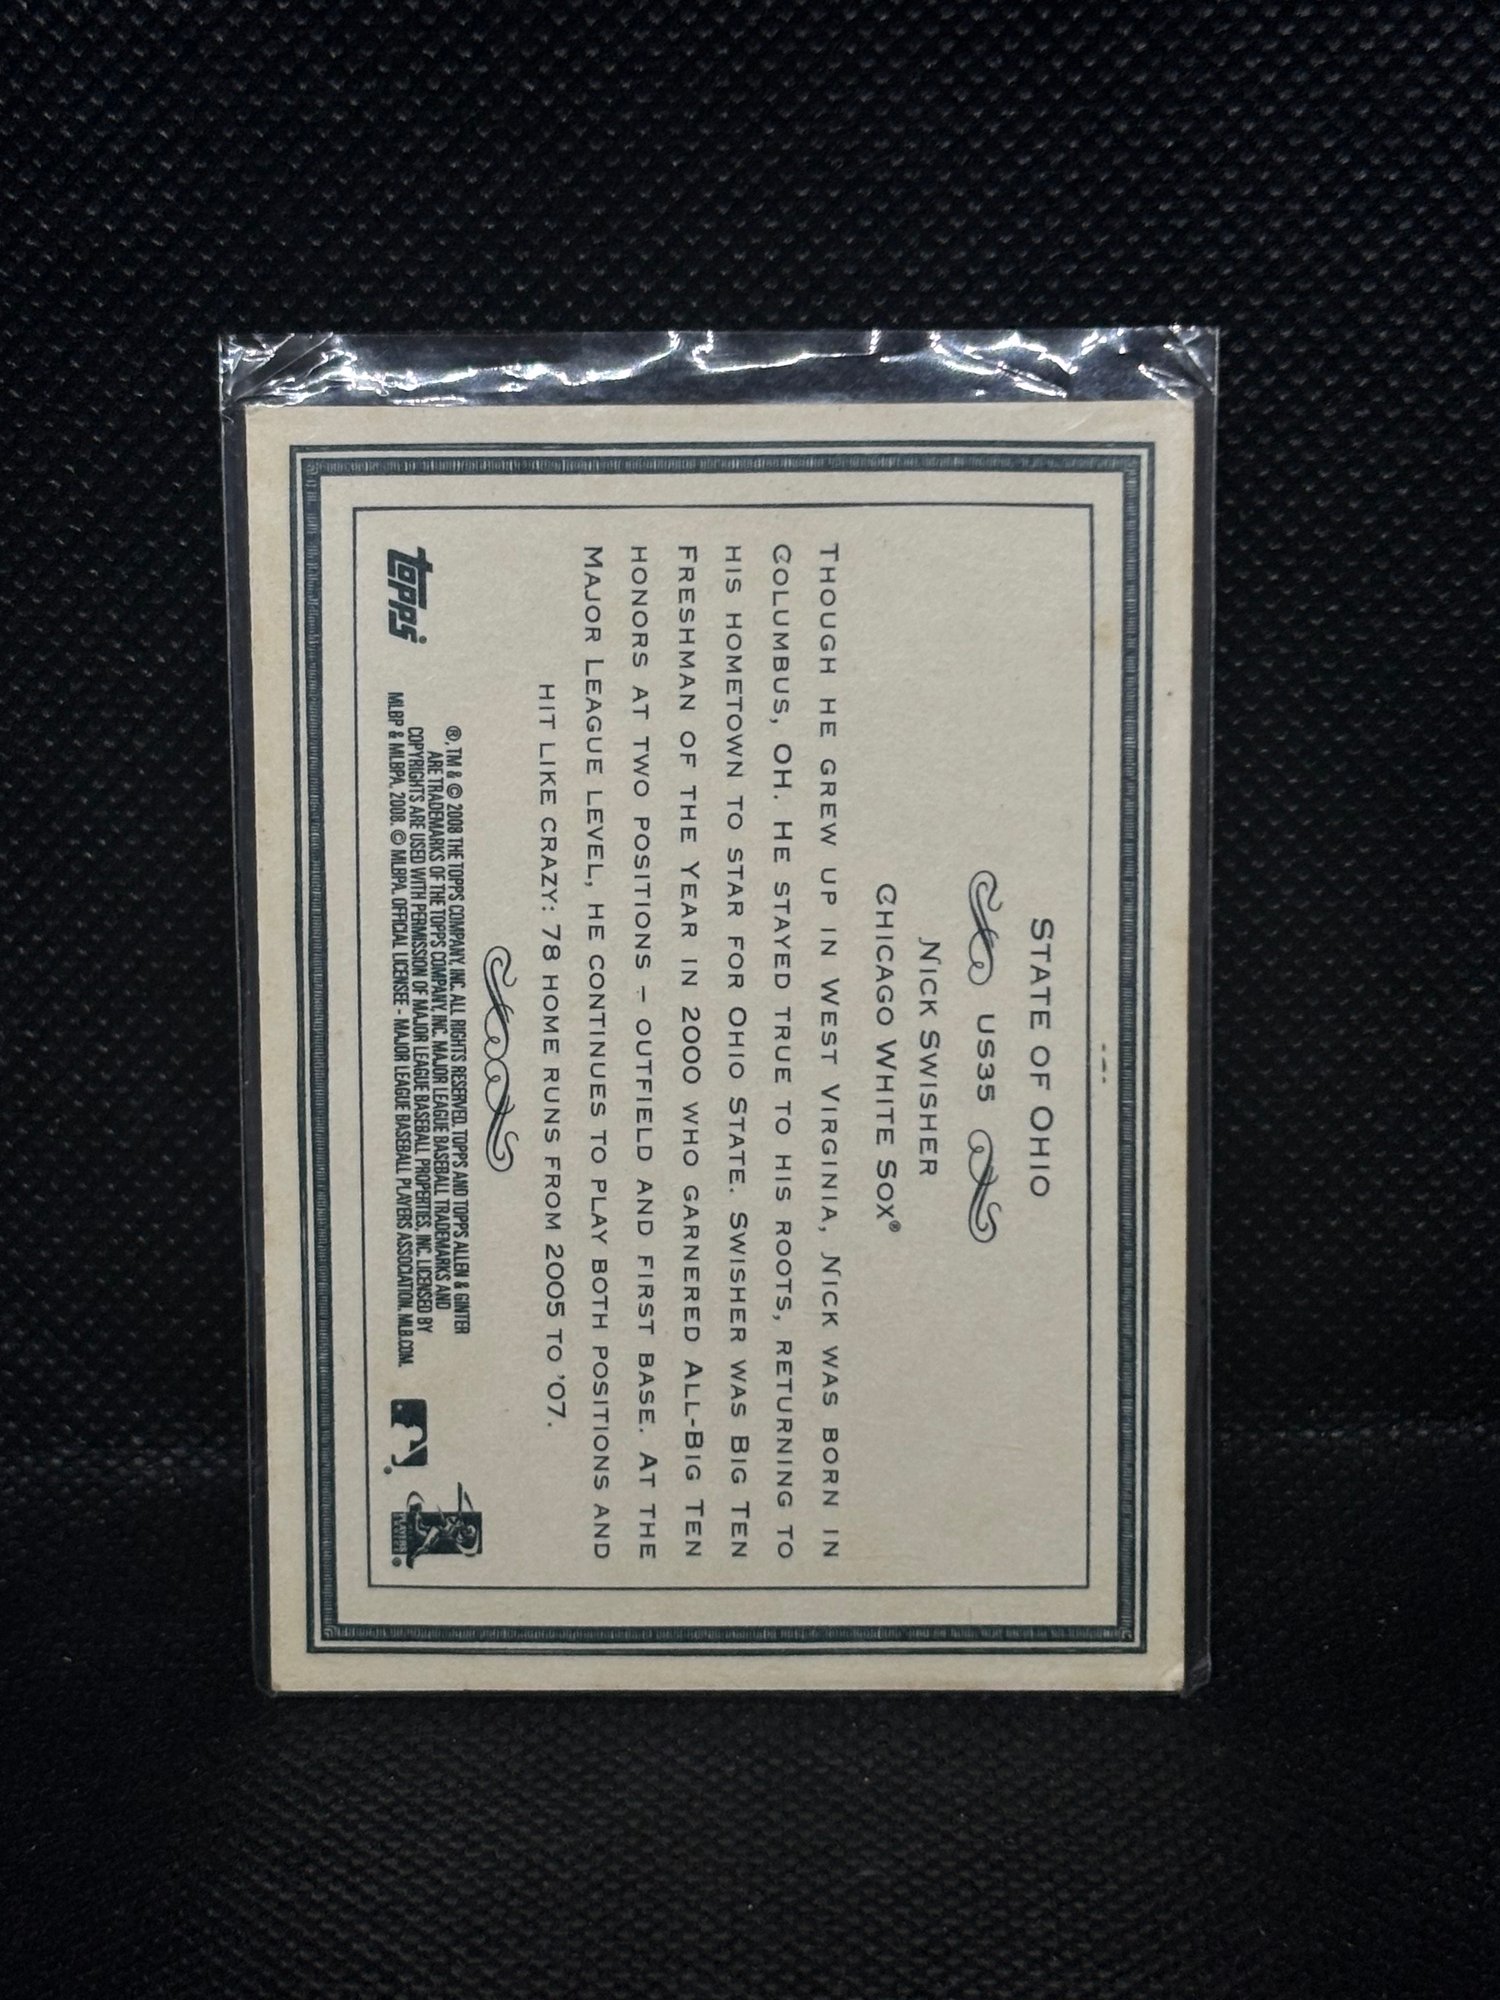 STATE OF OHIO
US35
NICK SWISHER
CHICAGO WHITE SOX®
THOUGH HE GREW UP IN WEST VIRGINIA, NICK WAS BORN IN
COLUMBUS, OH. HE STAYED TRUE TO HIS ROOTS, RETURNING TO
HIS HOMETOWN TO STAR FOR OHIO STATE. SWISHER WAS BIG TEN
FRESHMAN OF THE YEAR IN 2000 WHO GARNERED ALL-BIG TEN
HONORS AT TWO POSITIONS – OUTFIELD AND FIRST BASE. AT THE
MAJOR LEAGUE LEVEL, HE CONTINUES TO PLAY BOTH POSITIONS AND
HIT LIKE CRAZY: 78 HOME RUNS FROM 2005 TO '07.
topps
®, TM & © 2008 THE TOPPS COMPANY, INC. ALL RIGHTS RESERVED. TOPPS AND TOPPS ALLEN & GINTER
ARE TRADEMARKS OF THE TOPPS COMPANY, INC. MAJOR LEAGUE BASEBALL TRADEMARKS AND
COPYRIGHTS ARE USED WITH PERMISSION OF MAJOR LEAGUE BASEBALL PROPERTIES, INC. LICENSED BY
MLBP & MLBPA, 2008. © MLBPA. OFFICIAL LICENSEE - MAJOR LEAGUE BASEBALL PLAYERS ASSOCIATION. MLB.COM.